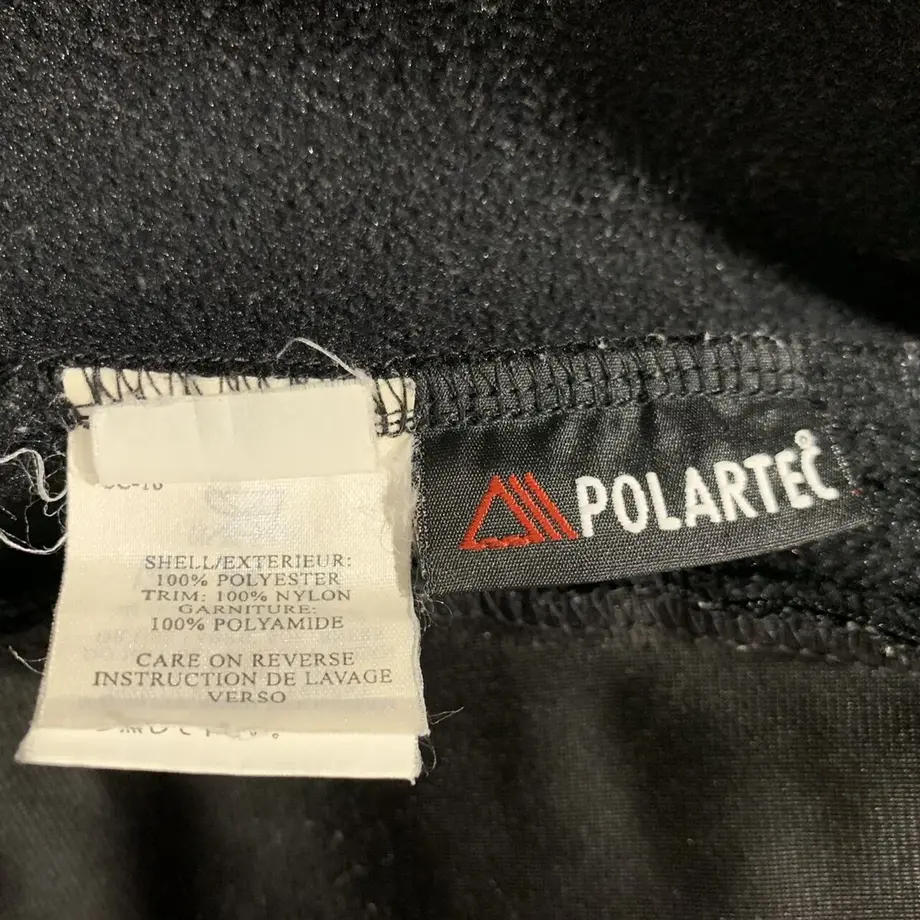 SHELL/EXTERIEUR:
100% POLYESTER
TRIM: 100% NYLON
GARNITURE:
100% POLYAMIDE
CARE ON REVERSE
INSTRUCTION DE LAVAGE
VERSO
POLARTEC